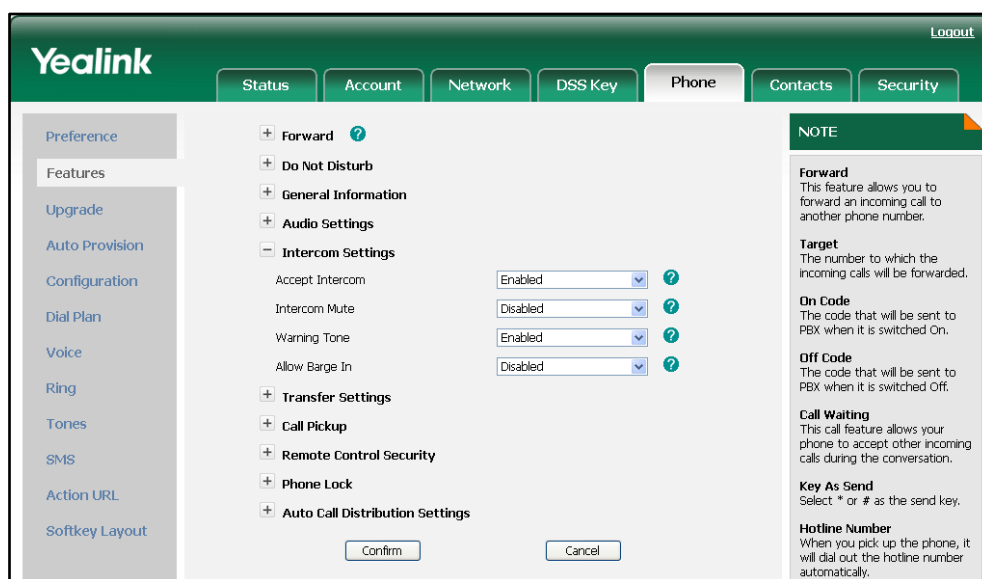 Logout
Yealink
Status
Account
Network
DSS Key
Phone
Contacts
Security
Preference
Features
Upgrade
Auto Provision
Configuration
Dial Plan
Voice
Ring
Tones
SMS
Action URL
Softkey Layout
Forward
Do Not Disturb
General Information
Audio Settings
Intercom Settings
Accept Intercom Enabled
Intercom Mute Disabled
Warning Tone Enabled
Allow Barge In Disabled
Transfer Settings
Call Pickup
Remote Control Security
Phone Lock
Auto Call Distribution Settings
Confirm Cancel
NOTE
Forward
This feature allows you to
forward an incoming call to
another phone number.
Target
The number to which the
incoming calls will be forwarded.
On Code
The code that will be sent to
PBX when it is switched On.
Off Code
The code that will be sent to
PBX when it is switched Off.
Call Waiting
This call feature allows your
phone to accept other incoming
calls during the conversation.
Key As Send
Select * or # as the send key.
Hotline Number
When you pick up the phone, it
will dial out the hotline number
automatically.